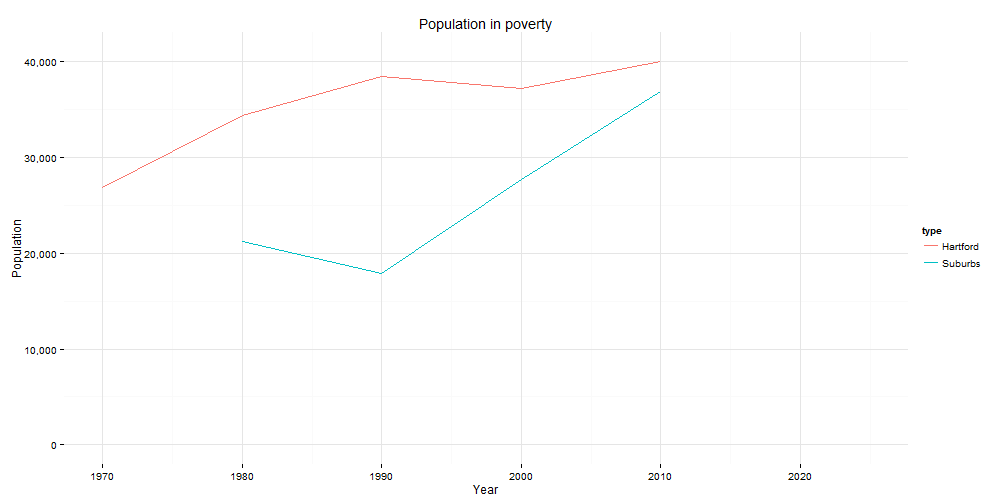 Population in poverty
40,000
30,000
20,000
10,000
0
Population
1970 1980 1990 2000 2010 2020
Year
type
Hartford
Suburbs